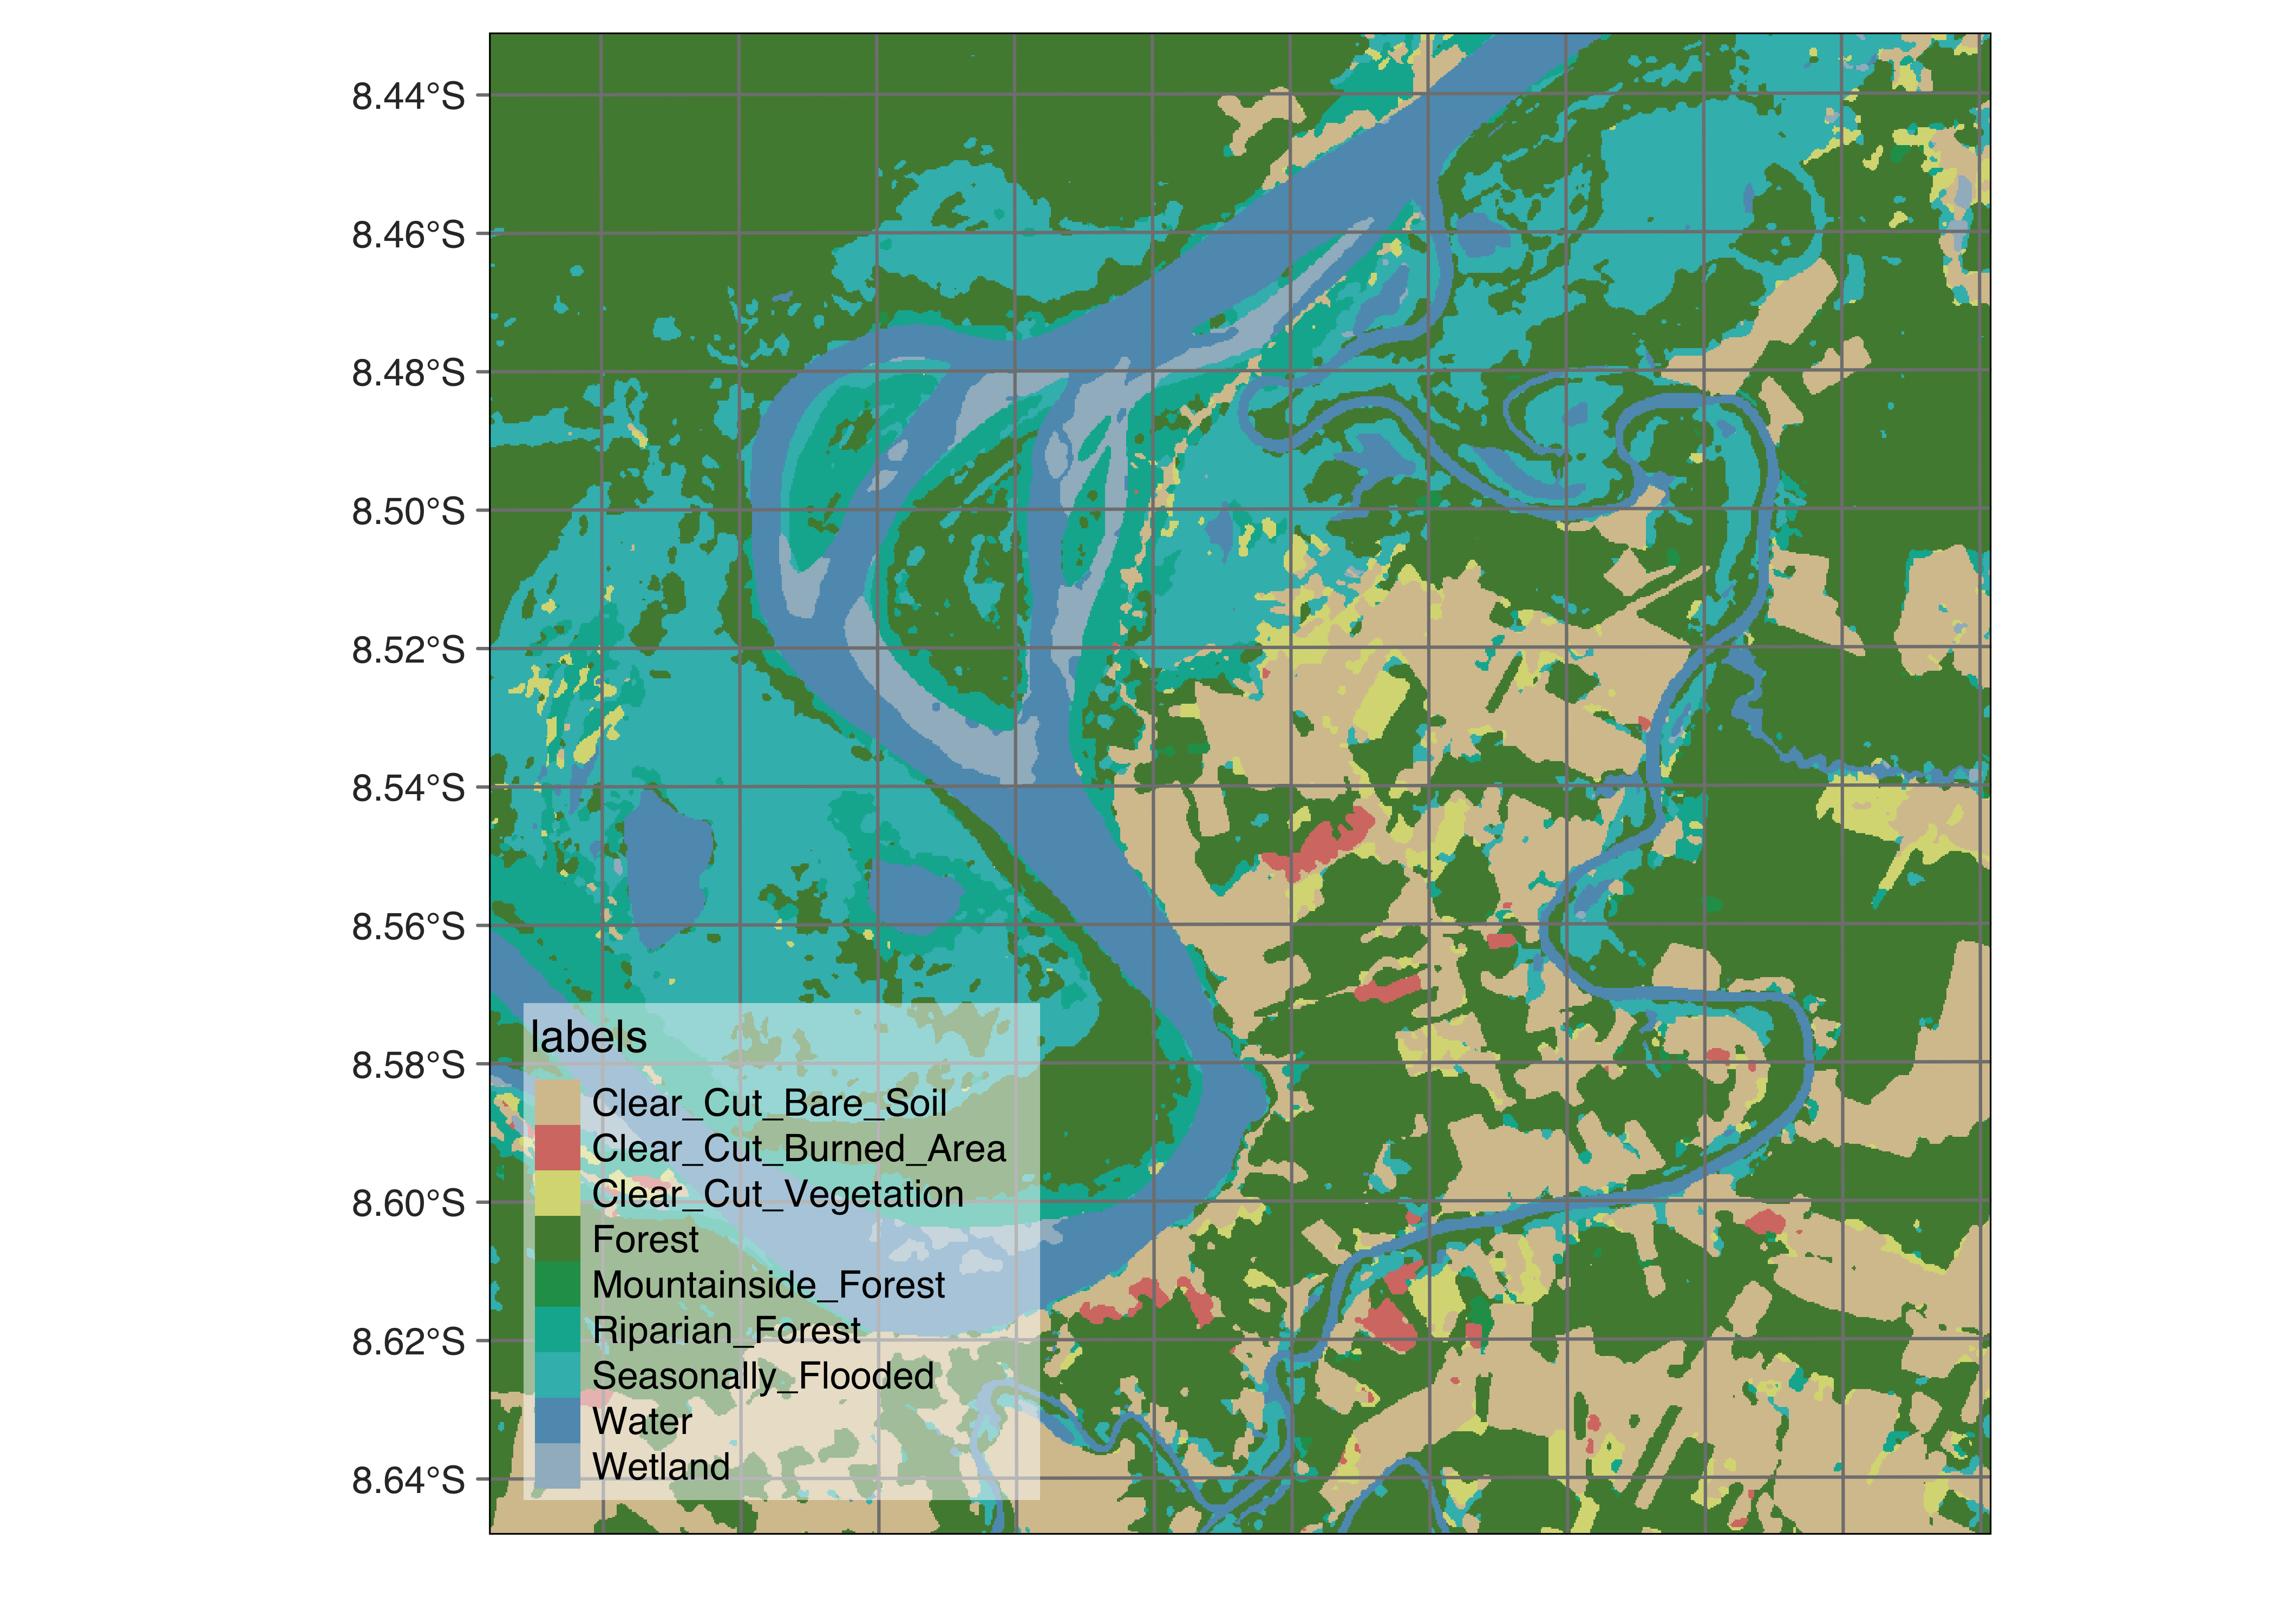 8.44°S
8.46°S
8.48°S
8.50°S
8.52°S
8.54°S
8.56°S
8.58°S
8.60°S
8.62°S
8.64°S
labels
Clear_Cut_Bare_Soil
Clear_Cut_Burned_Area
Clear_Cut_Vegetation
Forest
Mountainside_Forest
Riparian_Forest
Seasonally_Flooded
Water
Wetland